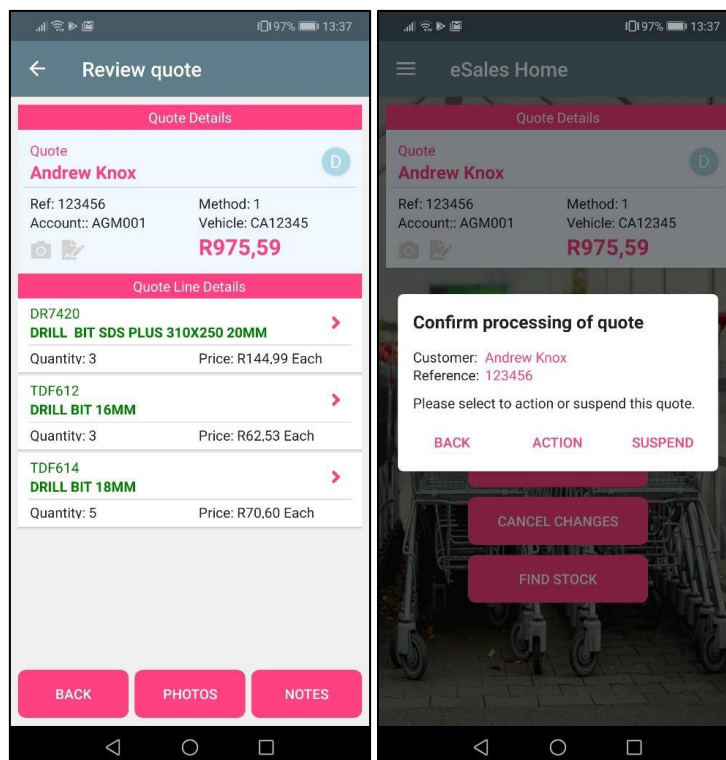 97% 13:37
Review quote
Quote Details
Quote
Andrew Knox
D
Ref: 123456 Method: 1
Account:: AGM001 Vehicle: CA12345
R975,59
Quote Line Details
DR7420
DRILL BIT SDS PLUS 310X250 20MM
Quantity: 3 Price: R144,99 Each
TDF612
DRILL BIT 16MM
Quantity: 3 Price: R62,53 Each
TDF614
DRILL BIT 18MM
Quantity: 5 Price: R70,60 Each
BACK PHOTOS NOTES
97% 13:37
eSales Home
Quote Details
Quote
Andrew Knox
D
Ref: 123456 Method: 1
Account:: AGM001 Vehicle: CA12345
R975,59
Confirm processing of quote
Customer: Andrew Knox
Reference: 123456
Please select to action or suspend this quote.
BACK ACTION SUSPEND
CANCEL CHANGES
FIND STOCK